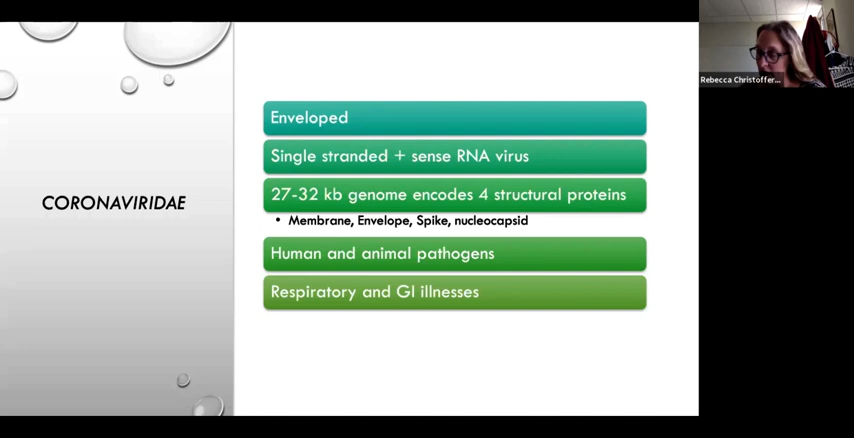 Rebecca Christoffer...
CORONAVIRIDAE
Enveloped
Single stranded + sense RNA virus
27-32 kb genome encodes 4 structural proteins
• Membrane, Envelope, Spike, nucleocapsid
Human and animal pathogens
Respiratory and GI illnesses